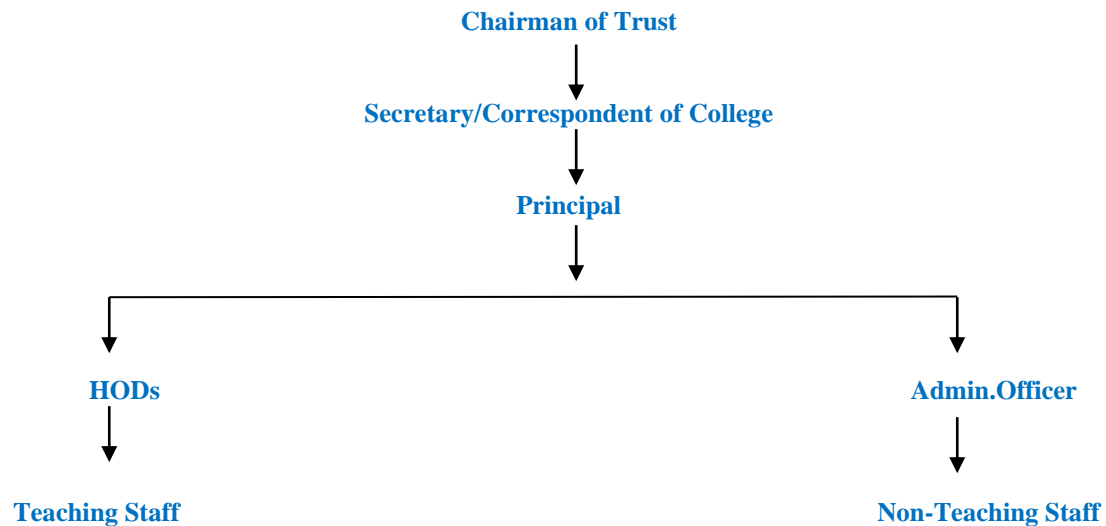 Chairman of Trust
Secretary/Correspondent of College
Principal
HODs
Admin.Officer
Teaching Staff
Non-Teaching Staff